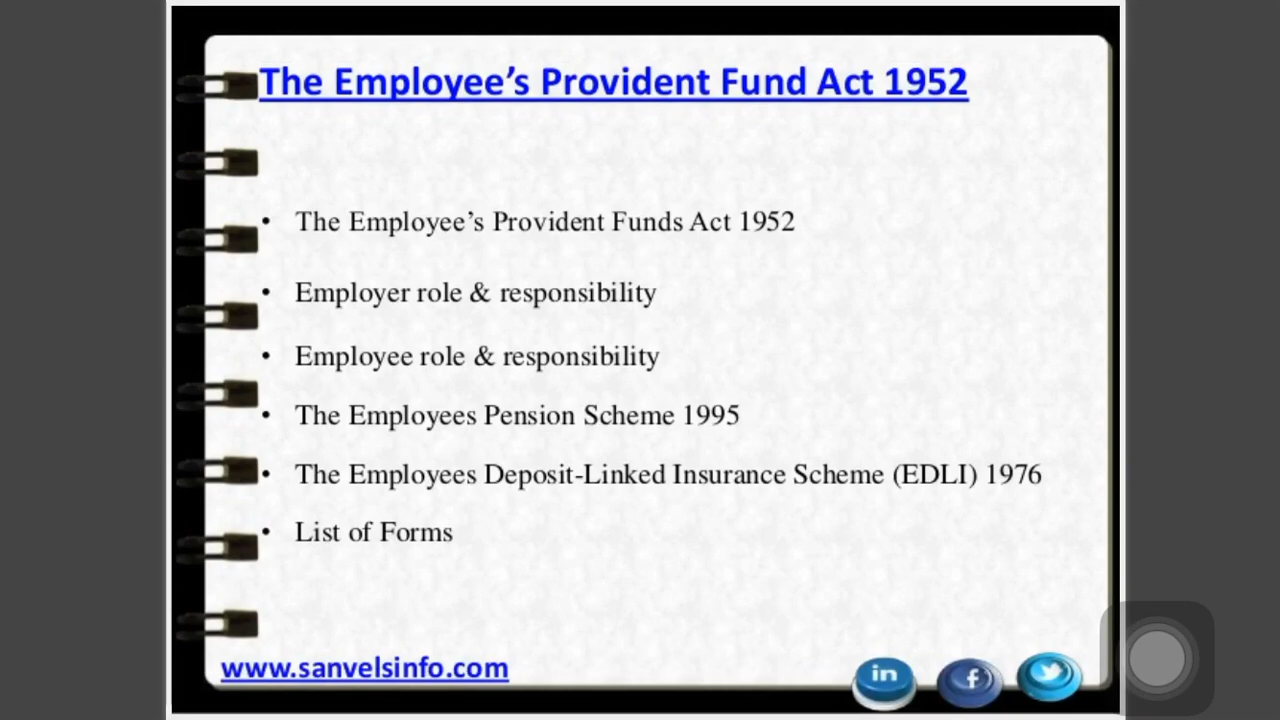 The Employee’s Provident Fund Act 1952
• The Employee’s Provident Funds Act 1952
• Employer role & responsibility
• Employee role & responsibility
• The Employees Pension Scheme 1995
• The Employees Deposit-Linked Insurance Scheme (EDLI) 1976
• List of Forms
www.sanvelsinfo.com
in f